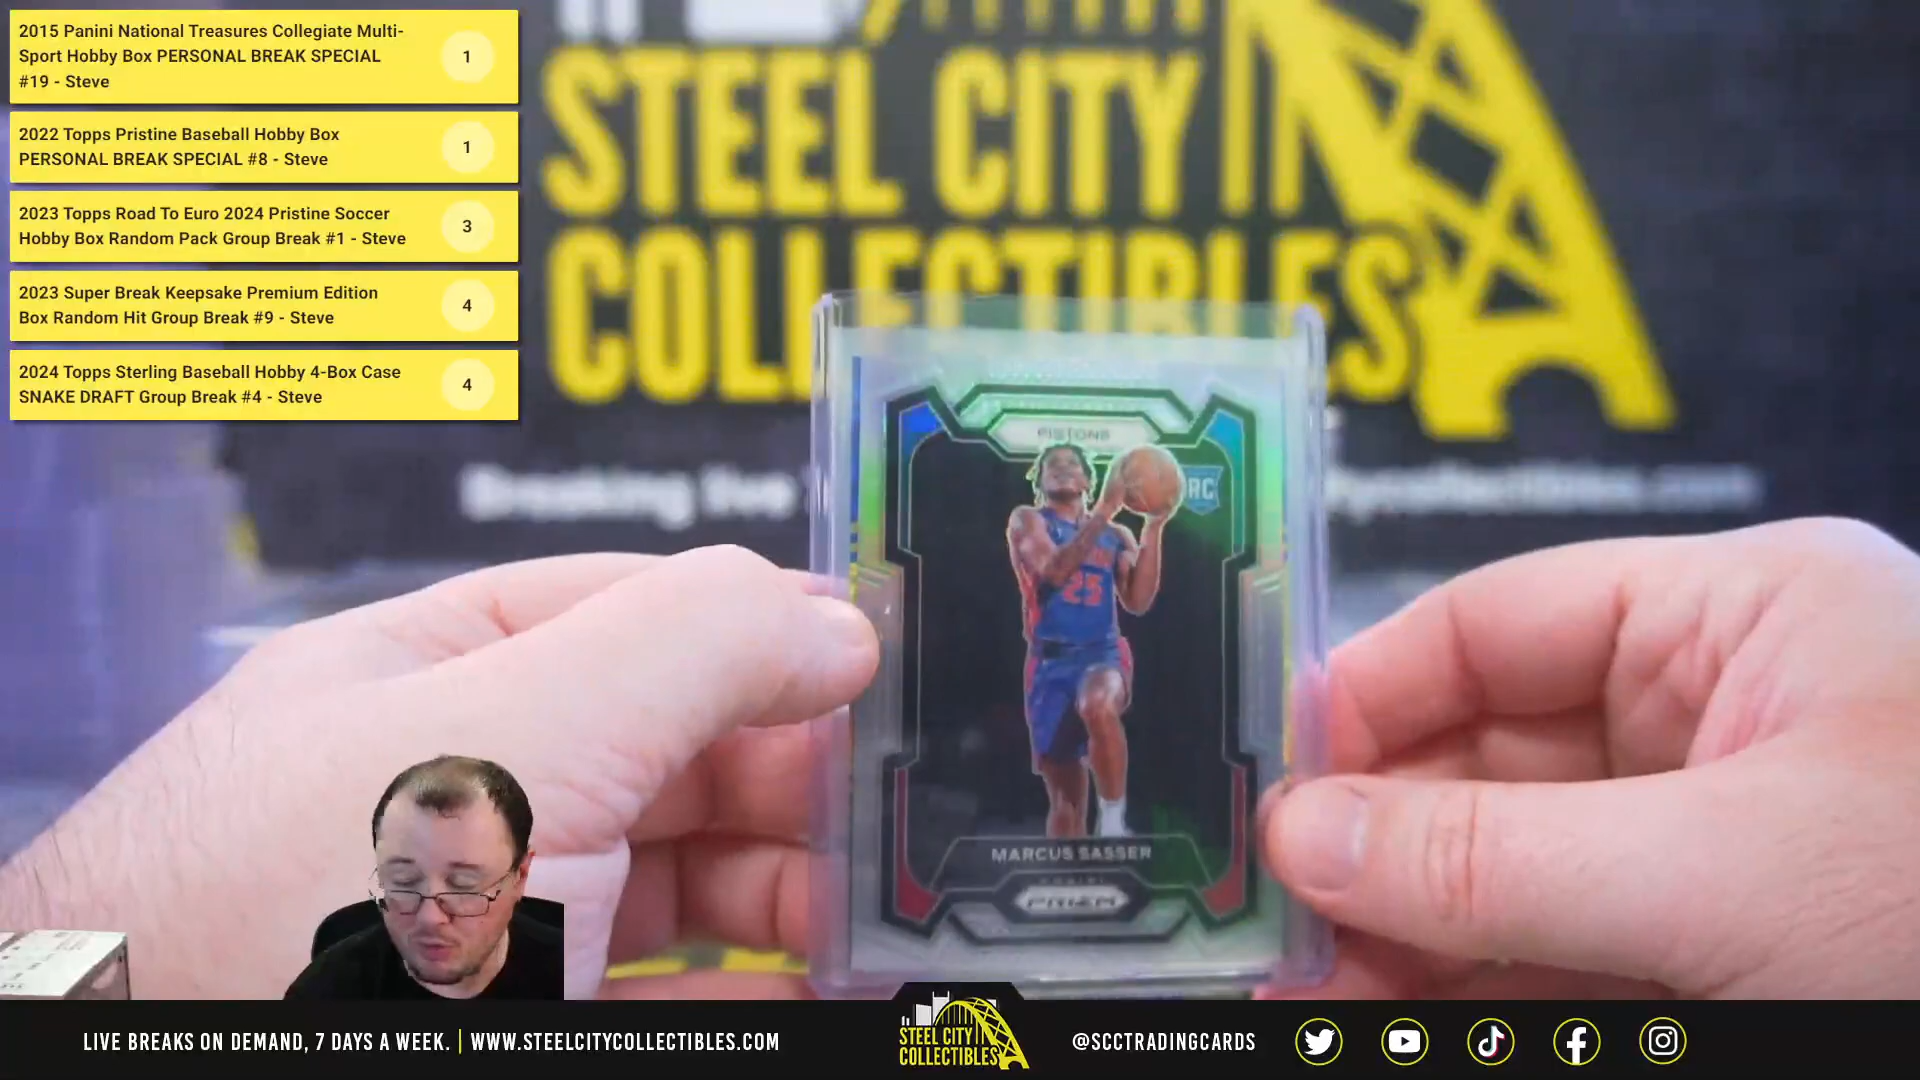 2015 Panini National Treasures Collegiate Multi-
Sport Hobby Box PERSONAL BREAK SPECIAL
#19 - Steve
1
2022 Topps Pristine Baseball Hobby Box
PERSONAL BREAK SPECIAL #8 - Steve
1
2023 Topps Road To Euro 2024 Pristine Soccer
Hobby Box Random Pack Group Break #1 - Steve
3
2023 Super Break Keepsake Premium Edition
Box Random Hit Group Break #9 - Steve
4
2024 Topps Sterling Baseball Hobby 4-Box Case
SNAKE DRAFT Group Break #4 - Steve
4
STEEL CITY
COLLECTIBLES
Breaking live
PISTONS
RC
25
MARCUS SASSER
PANINI
PRIZM
LIVE BREAKS ON DEMAND, 7 DAYS A WEEK. | WWW.STEELCITYCOLLECTIBLES.COM
STEEL CITY
COLLECTIBLES
@SCCTRADINGCARDS